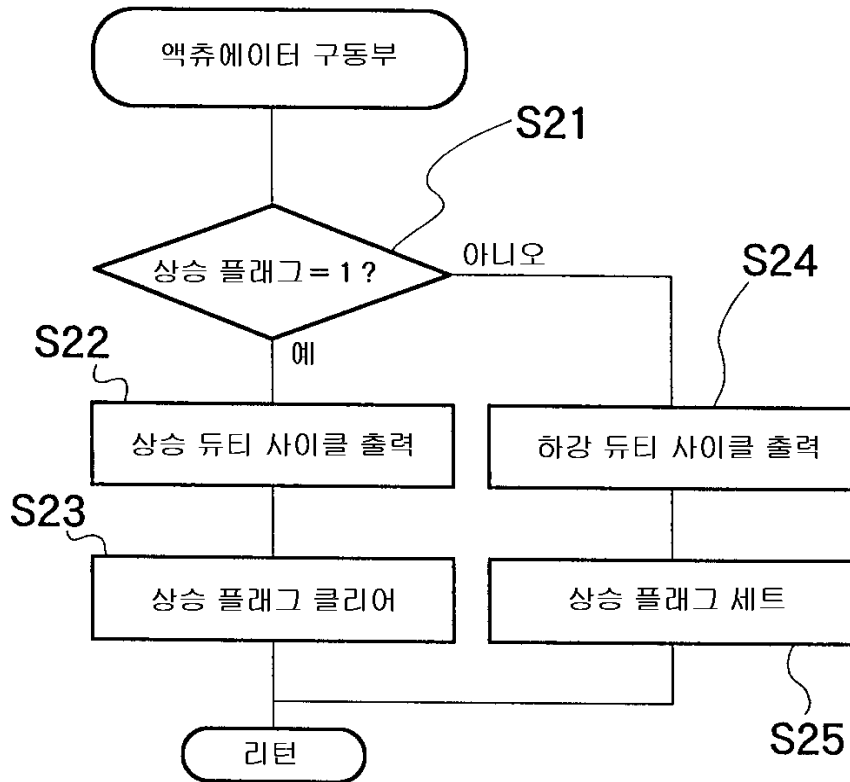 액츄에이터 구동부
S21
상승 플래그 = 1 ?
아니오
S24
S22
예
상승 듀티 사이클 출력
하강 듀티 사이클 출력
S23
상승 플래그 클리어
상승 플래그 세트
리턴
S25